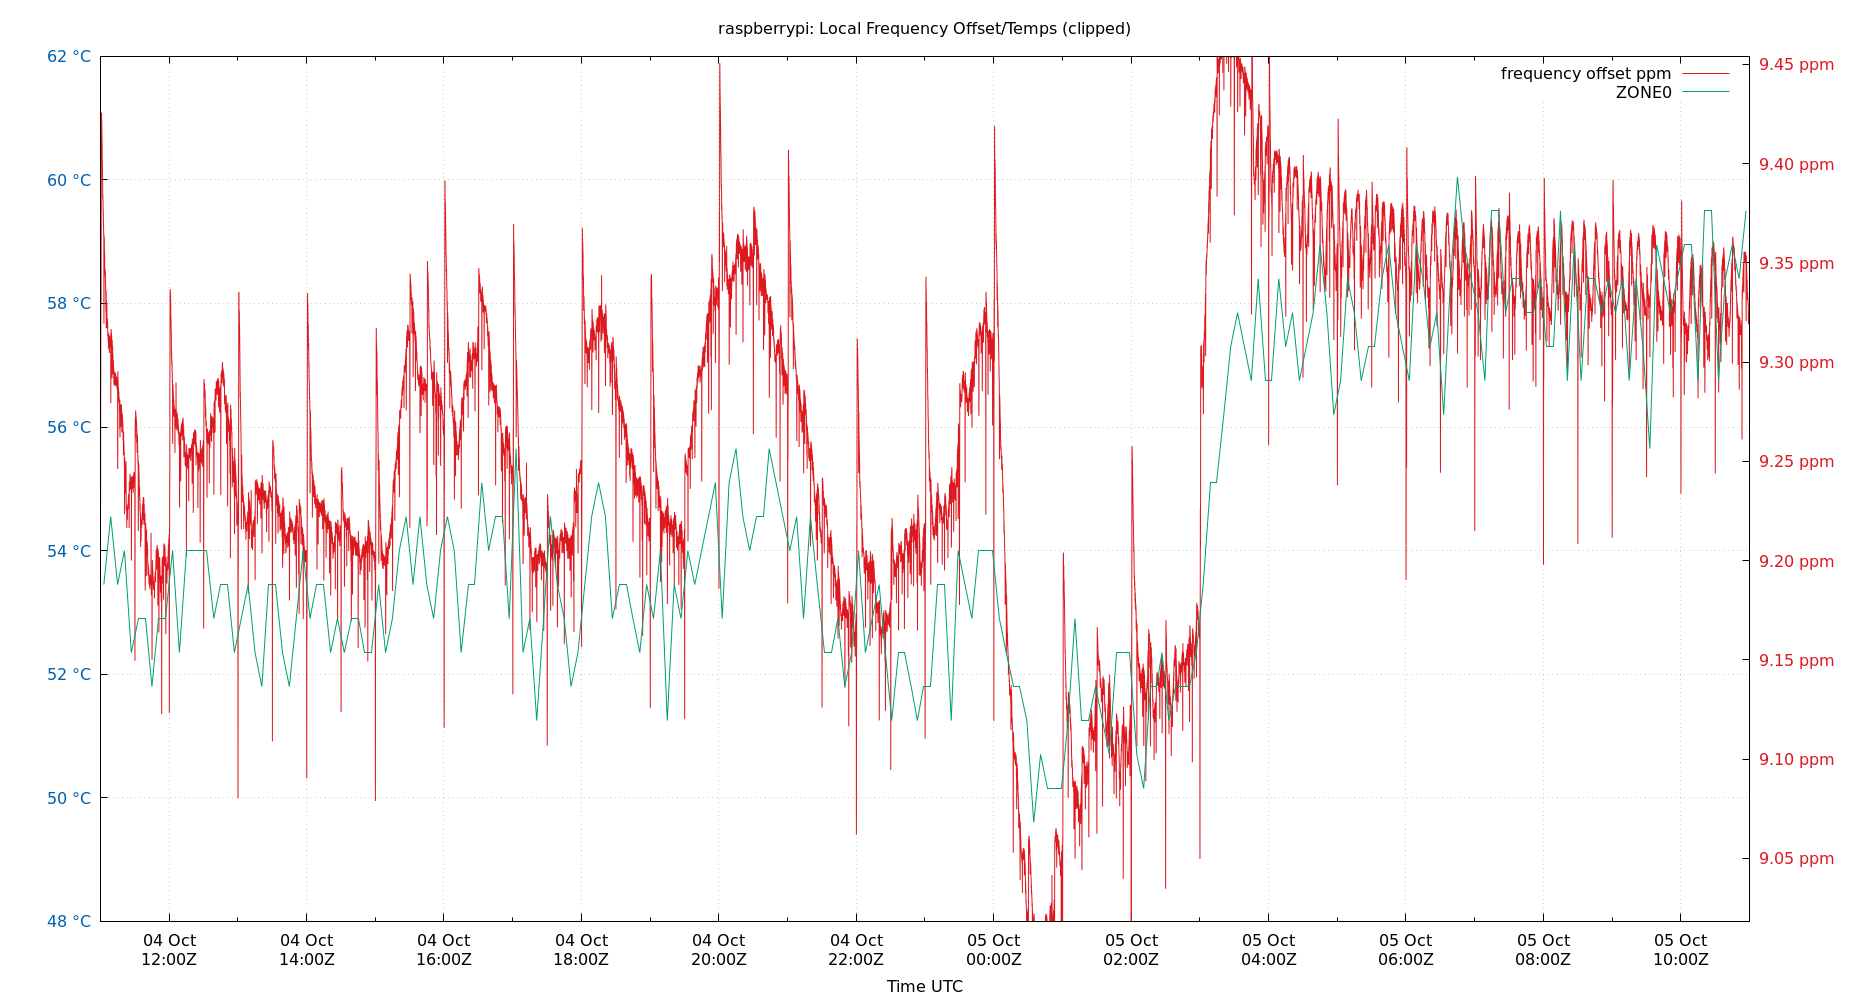 raspberrypi: Local Frequency Offset/Temps (clipped)
62 °C
60 °C
58 °C
56 °C
54 °C
52 °C
50 °C
48 °C
frequency offset ppm
ZONE0
9.45 ppm
9.40 ppm
9.35 ppm
9.30 ppm
9.25 ppm
9.20 ppm
9.15 ppm
9.10 ppm
9.05 ppm
04 Oct 04 Oct 04 Oct 04 Oct 04 Oct 04 Oct 05 Oct 05 Oct 05 Oct 05 Oct 05 Oct 05 Oct
12:00Z 14:00Z 16:00Z 18:00Z 20:00Z 22:00Z 00:00Z 02:00Z 04:00Z 06:00Z 08:00Z 10:00Z
Time UTC